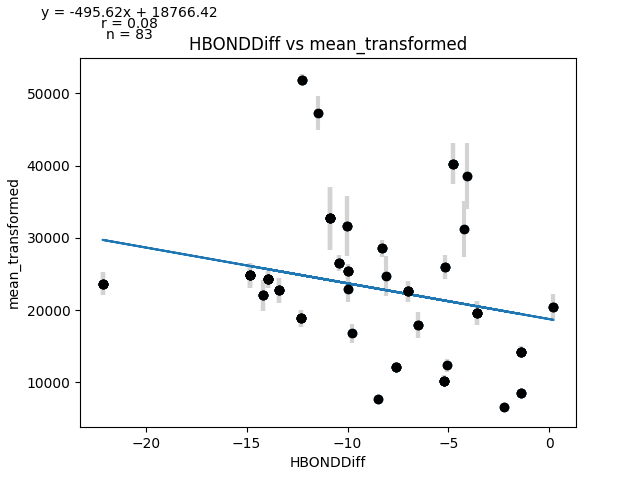 y = -495.62x + 18766.42
r = 0.08
n = 83
HBONDDiff vs mean_transformed
50000
40000
30000
20000
10000
mean_transformed
−20
−15
−10
−5
0
HBONDDiff